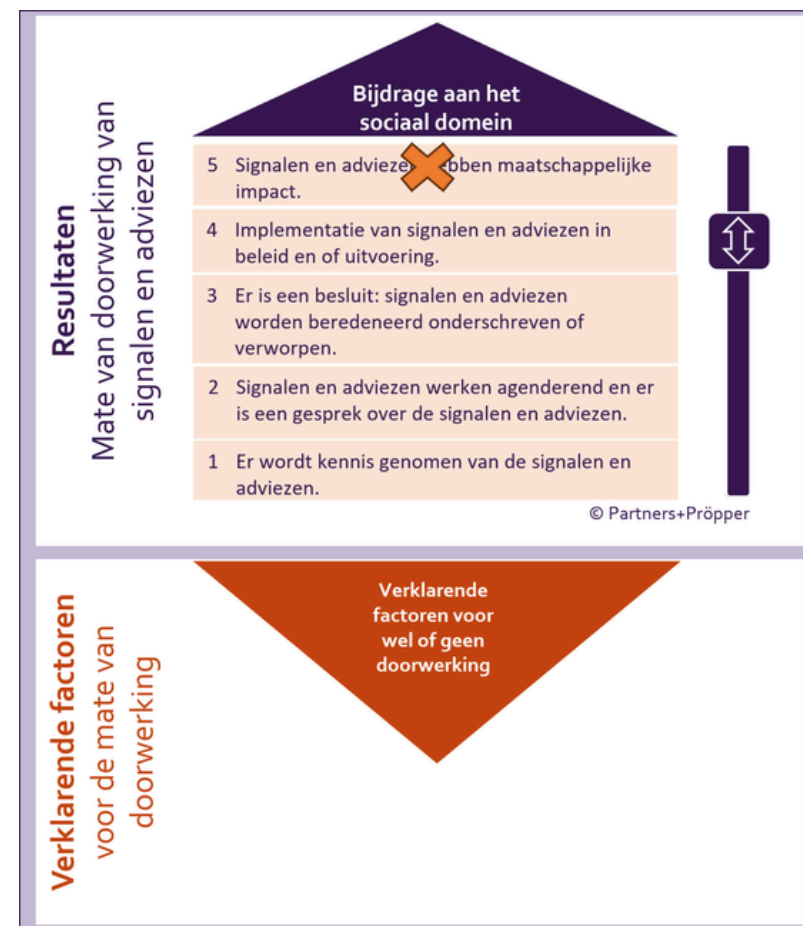 Resultaten
Mate van doorwerking van
signalen en adviezen
Bijdrage aan het
sociaal domein
5 Signalen en adviezen ebben maatschappelijke
impact.
4 Implementatie van signalen en adviezen in
beleid en of uitvoering.
3 Er is een besluit: signalen en adviezen
worden beredeneerd onderschreven of
verworpen.
2 Signalen en adviezen werken agenderend en er
is een gesprek over de signalen en adviezen.
1 Er wordt kennis genomen van de signalen en
adviezen.
© Partners+Pröpper
Verklarende factoren
voor de mate van
doorwerking
Verklarende
factoren voor
wel of geen
doorwerking